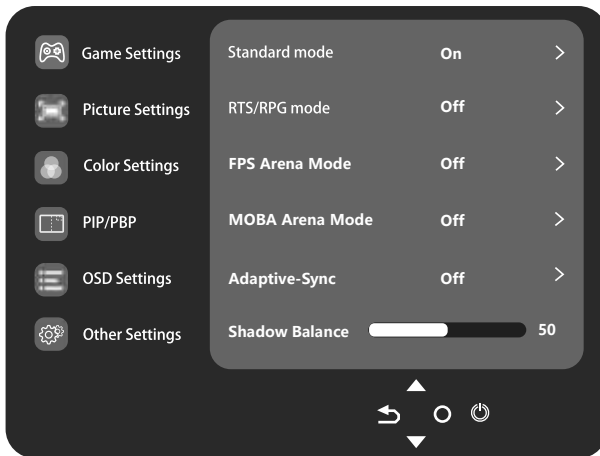 Game Settings
Picture Settings
Color Settings
PIP/PBP
OSD Settings
Other Settings
Standard mode On >
RTS/RPG mode Off >
FPS Arena Mode Off >
MOBA Arena Mode Off >
Adaptive-Sync Off >
Shadow Balance 50